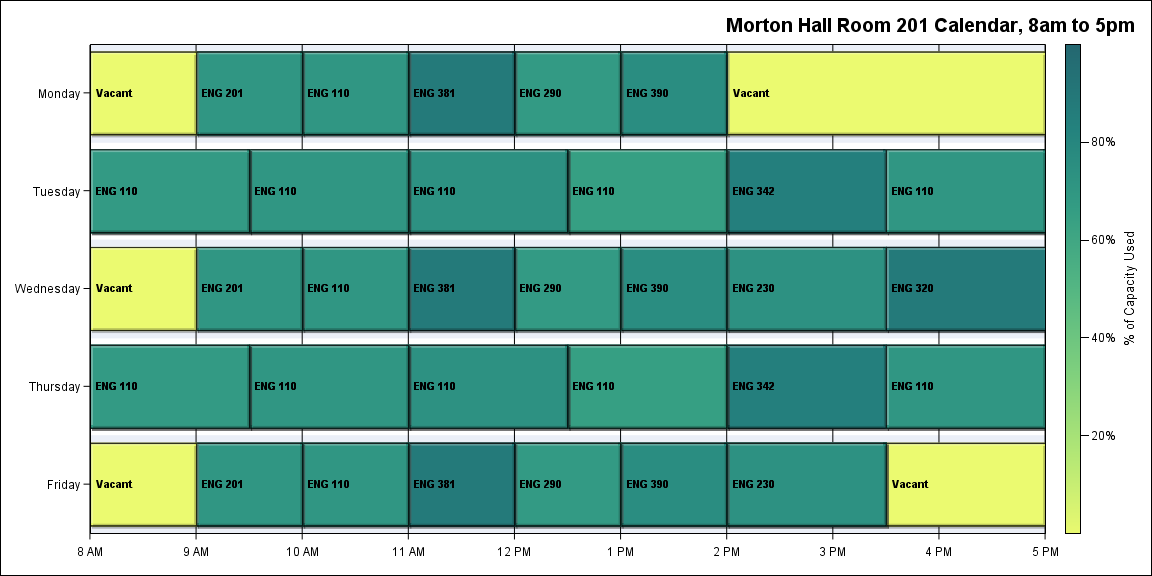 Morton Hall Room 201 Calendar, 8am to 5pm
Monday
Vacant
ENG 201
ENG 110
ENG 381
ENG 290
ENG 390
Vacant
Tuesday
ENG 110
ENG 110
ENG 110
ENG 110
ENG 342
ENG 110
Wednesday
Vacant
ENG 201
ENG 110
ENG 381
ENG 290
ENG 390
ENG 230
ENG 320
Thursday
ENG 110
ENG 110
ENG 110
ENG 110
ENG 342
ENG 110
Friday
Vacant
ENG 201
ENG 110
ENG 381
ENG 290
ENG 390
ENG 230
Vacant
8 AM
9 AM
10 AM
11 AM
12 PM
1 PM
2 PM
3 PM
4 PM
5 PM
80%
60%
40%
20%
% of Capacity Used